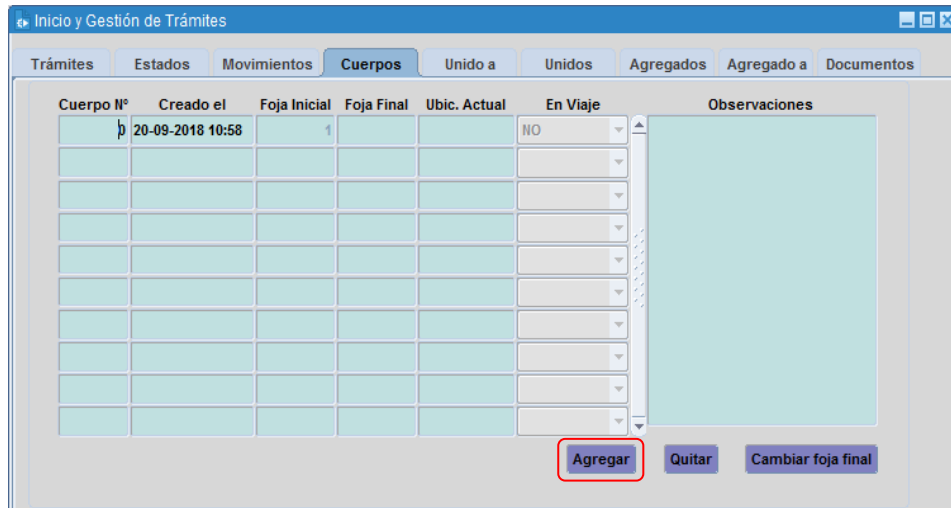 Inicio y Gestión de Trámites
Trámites Estados Movimientos Cuerpos Unido a Unidos Agregados Agregado a Documentos
Cuerpo Nº Creado el Foja Inicial Foja Final Ubic. Actual En Viaje Observaciones
0 20-09-2018 10:58 1 NO
Agregar Quitar Cambiar foja final